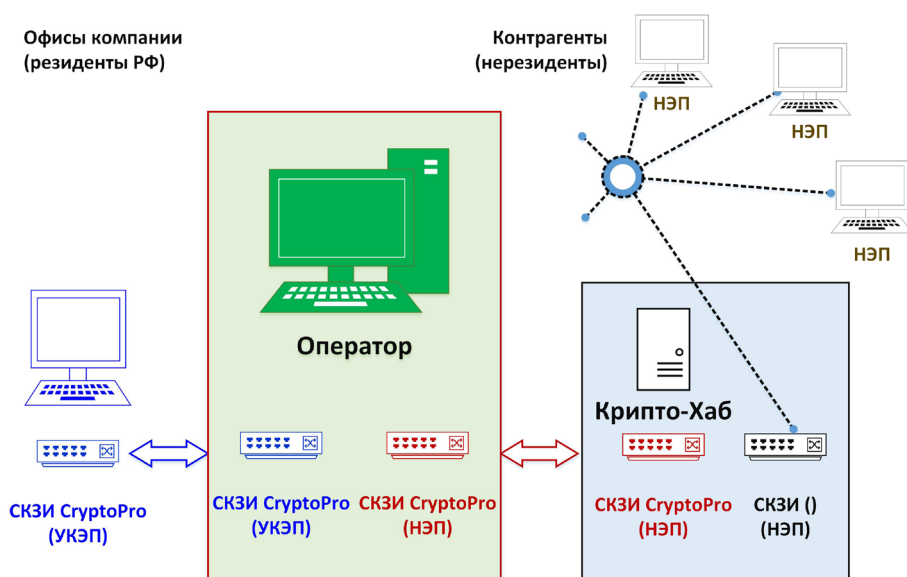 Офисы компании
(резиденты РФ)
Контрагенты
(нерезиденты)
НЭП
НЭП
НЭП
Оператор
Крипто-Хаб
СКЗИ CryptoPro
(УКЭП)
СКЗИ CryptoPro
(УКЭП)
СКЗИ CryptoPro
(НЭП)
СКЗИ CryptoPro
(НЭП)
СКЗИ ()
(НЭП)